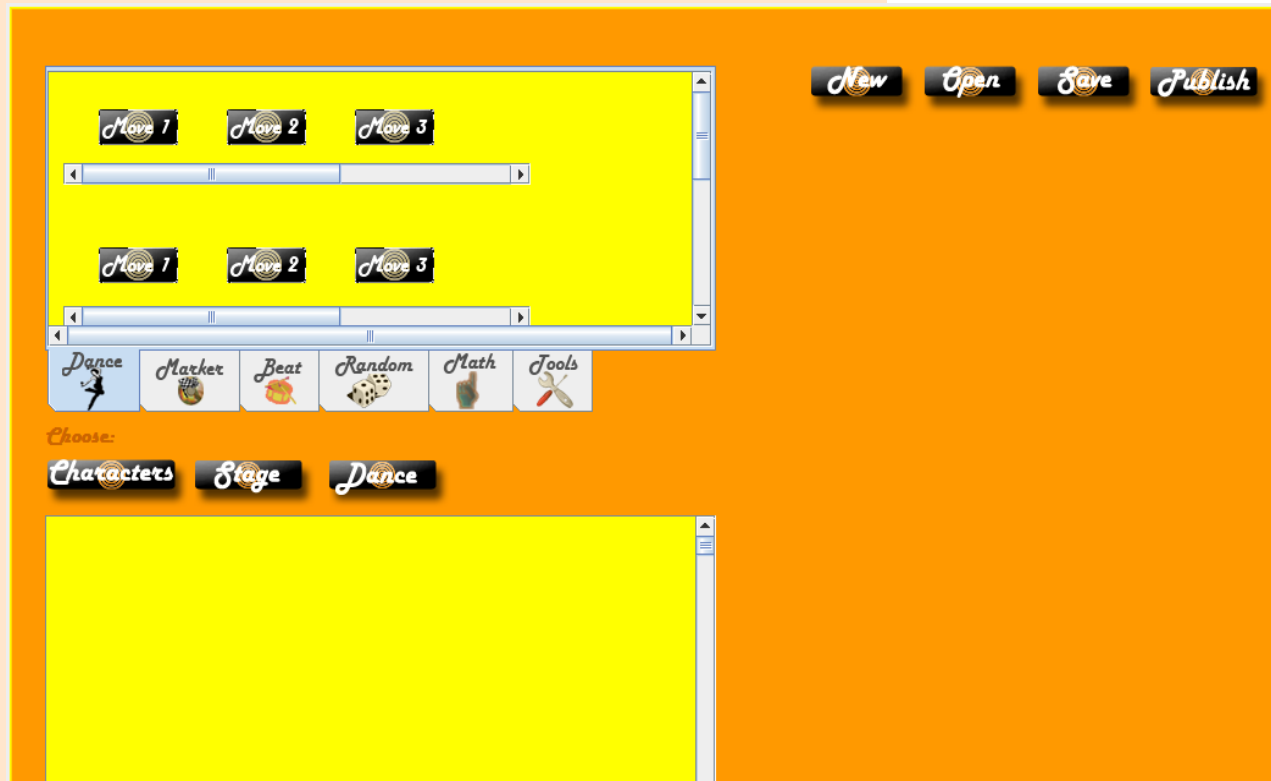 New Open Save Publish
Move 1 Move 2 Move 3
Move 1 Move 2 Move 3
Dance Marker Beat Random Math Tools
Choose:
Characters Stage Dance